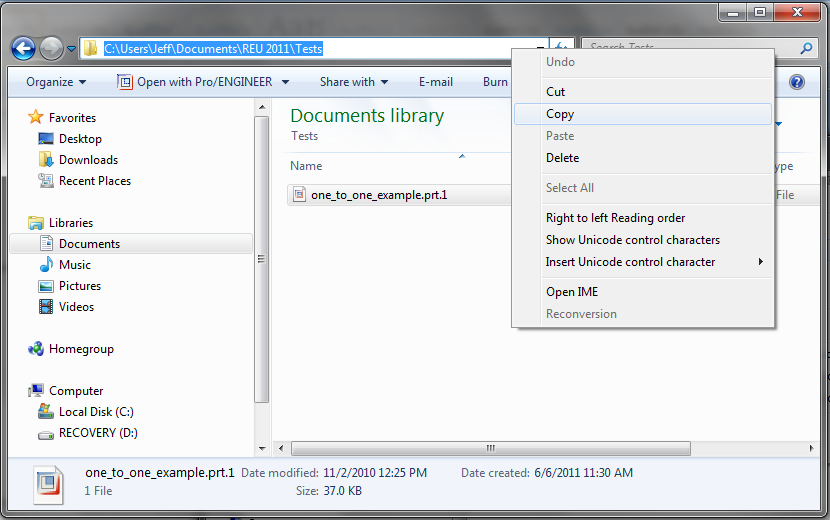 C:\Users\Jeff\Documents\REU 2011\Tests
Search Tests
Organize
Open with Pro/ENGINEER
Share with
E-mail
Burn
Favorites
Desktop
Downloads
Recent Places
Libraries
Documents
Music
Pictures
Videos
Homegroup
Computer
Local Disk (C:)
RECOVERY (D:)
Documents library
Tests
Name
ype
one_to_one_example.prt.1
File
Undo
Cut
Copy
Paste
Delete
Select All
Right to left Reading order
Show Unicode control characters
Insert Unicode control character
Open IME
Reconversion
one_to_one_example.prt.1 Date modified: 11/2/2010 12:25 PM Date created: 6/6/2011 11:30 AM
1 File Size: 37.0 KB